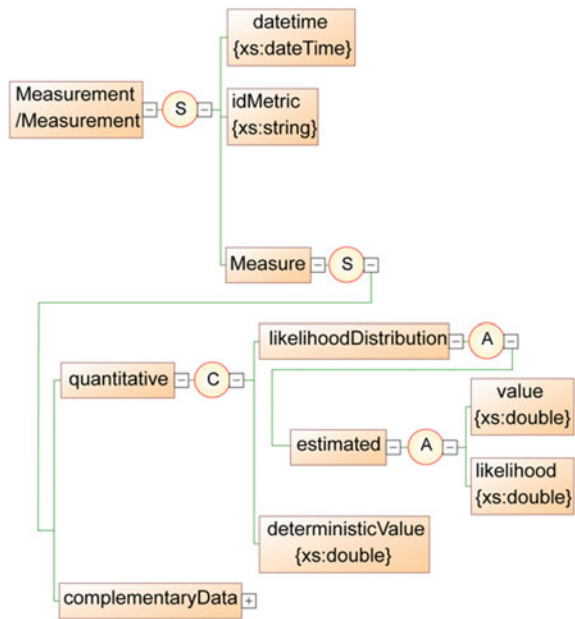 datetime
{xs:dateTime}
Measurement
/Measurement
S
idMetric
{xs:string}
Measure
S
likelihoodDistribution
A
quantitative
C
value
{xs:double}
estimated
A
likelihood
{xs:double}
deterministicValue
{xs:double}
complementaryData